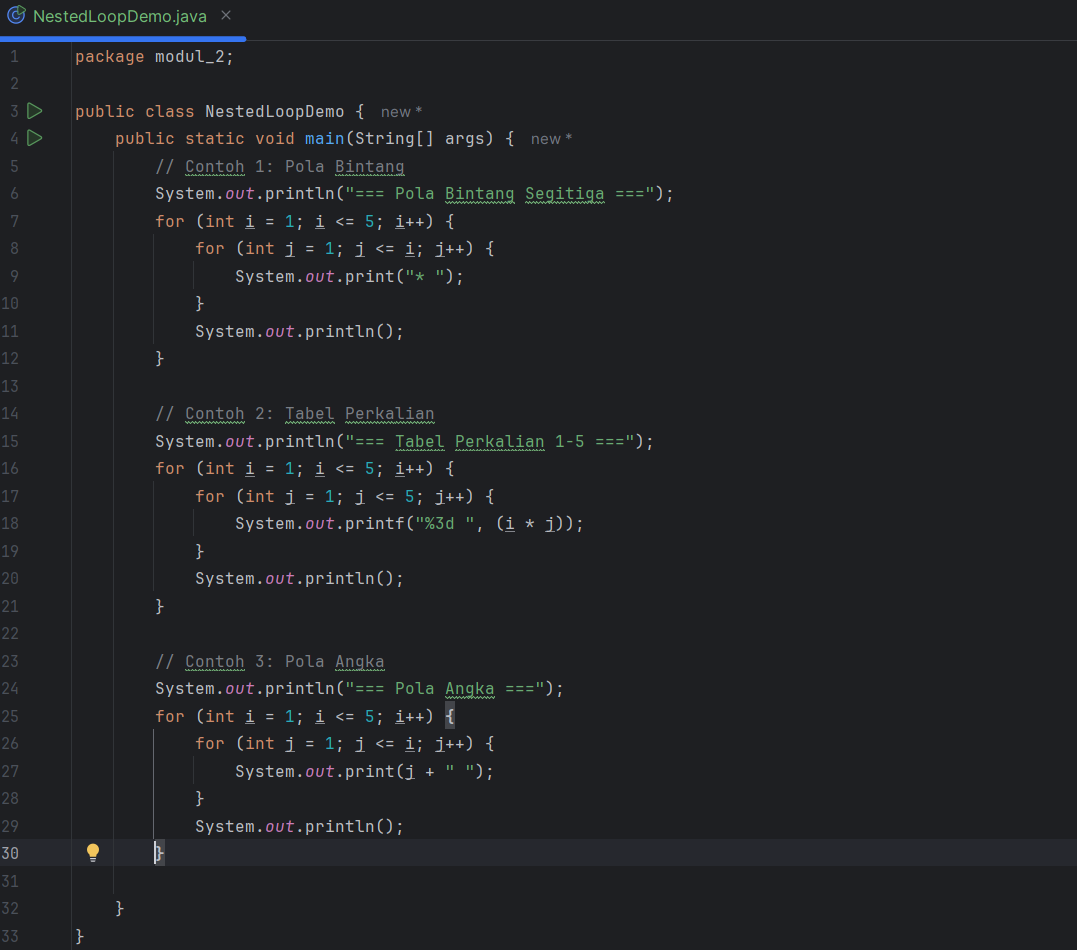 NestedLoopDemo.java ×
1 package modul_2;
2
3 public class NestedLoopDemo { new *
4     public static void main(String[] args) { new *
5         // Contoh 1: Pola Bintang
6         System.out.println("=== Pola Bintang Segitiga ===");
7         for (int i = 1; i <= 5; i++) {
8             for (int j = 1; j <= i; j++) {
9                 System.out.print("* ");
10             }
11             System.out.println();
12         }
13
14         // Contoh 2: Tabel Perkalian
15         System.out.println("=== Tabel Perkalian 1-5 ===");
16         for (int i = 1; i <= 5; i++) {
17             for (int j = 1; j <= 5; j++) {
18                 System.out.printf("%3d ", (i * j));
19             }
20             System.out.println();
21         }
22
23         // Contoh 3: Pola Angka
24         System.out.println("=== Pola Angka ===");
25         for (int i = 1; i <= 5; i++) {
26             for (int j = 1; j <= i; j++) {
27                 System.out.print(j + " ");
28             }
29             System.out.println();
30         }
31
32     }
33 }